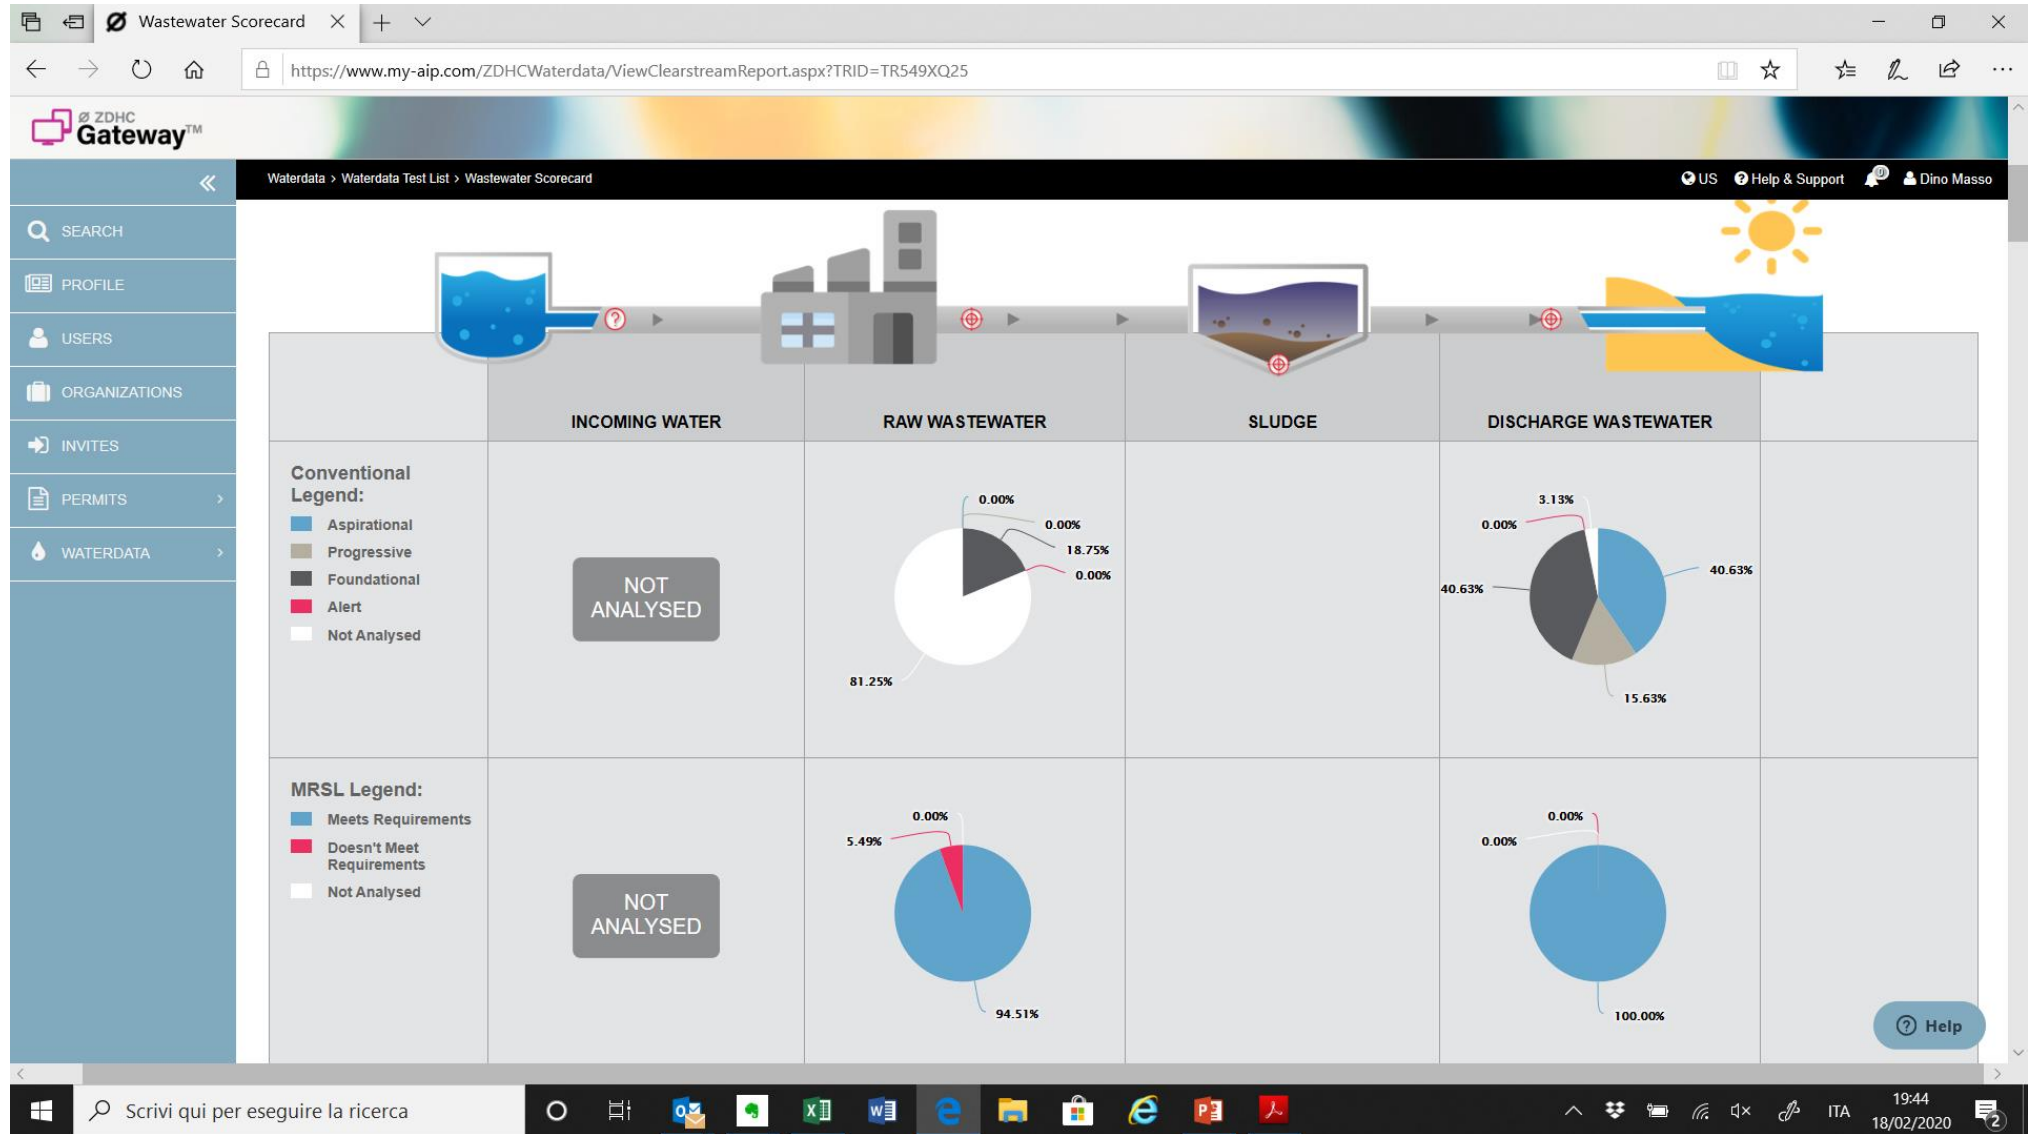 Wastewater Scorecard
https://www.my-aip.com/ZDHCWaterdata/ViewClearstreamReport.aspx?TRID=TR549XQ25
Ø ZDHC
Gateway™
Waterdata > Waterdata Test List > Wastewater Scorecard
US Help & Support 0 Dino Masso
SEARCH
PROFILE
USERS
ORGANIZATIONS
INVITES
PERMITS
WATERDATA
INCOMING WATER RAW WASTEWATER SLUDGE DISCHARGE WASTEWATER
Conventional
Legend:
Aspirational
Progressive
Foundational
Alert
Not Analysed
NOT
ANALYSED
0.00%
0.00%
18.75%
0.00%
81.25%
3.13%
0.00%
40.63%
40.63%
15.63%
MRSL Legend:
Meets Requirements
Doesn't Meet
Requirements
Not Analysed
NOT
ANALYSED
0.00%
5.49%
94.51%
0.00%
0.00%
100.00%
? Help
Scrivi qui per eseguire la ricerca
ITA
19:44
18/02/2020
2